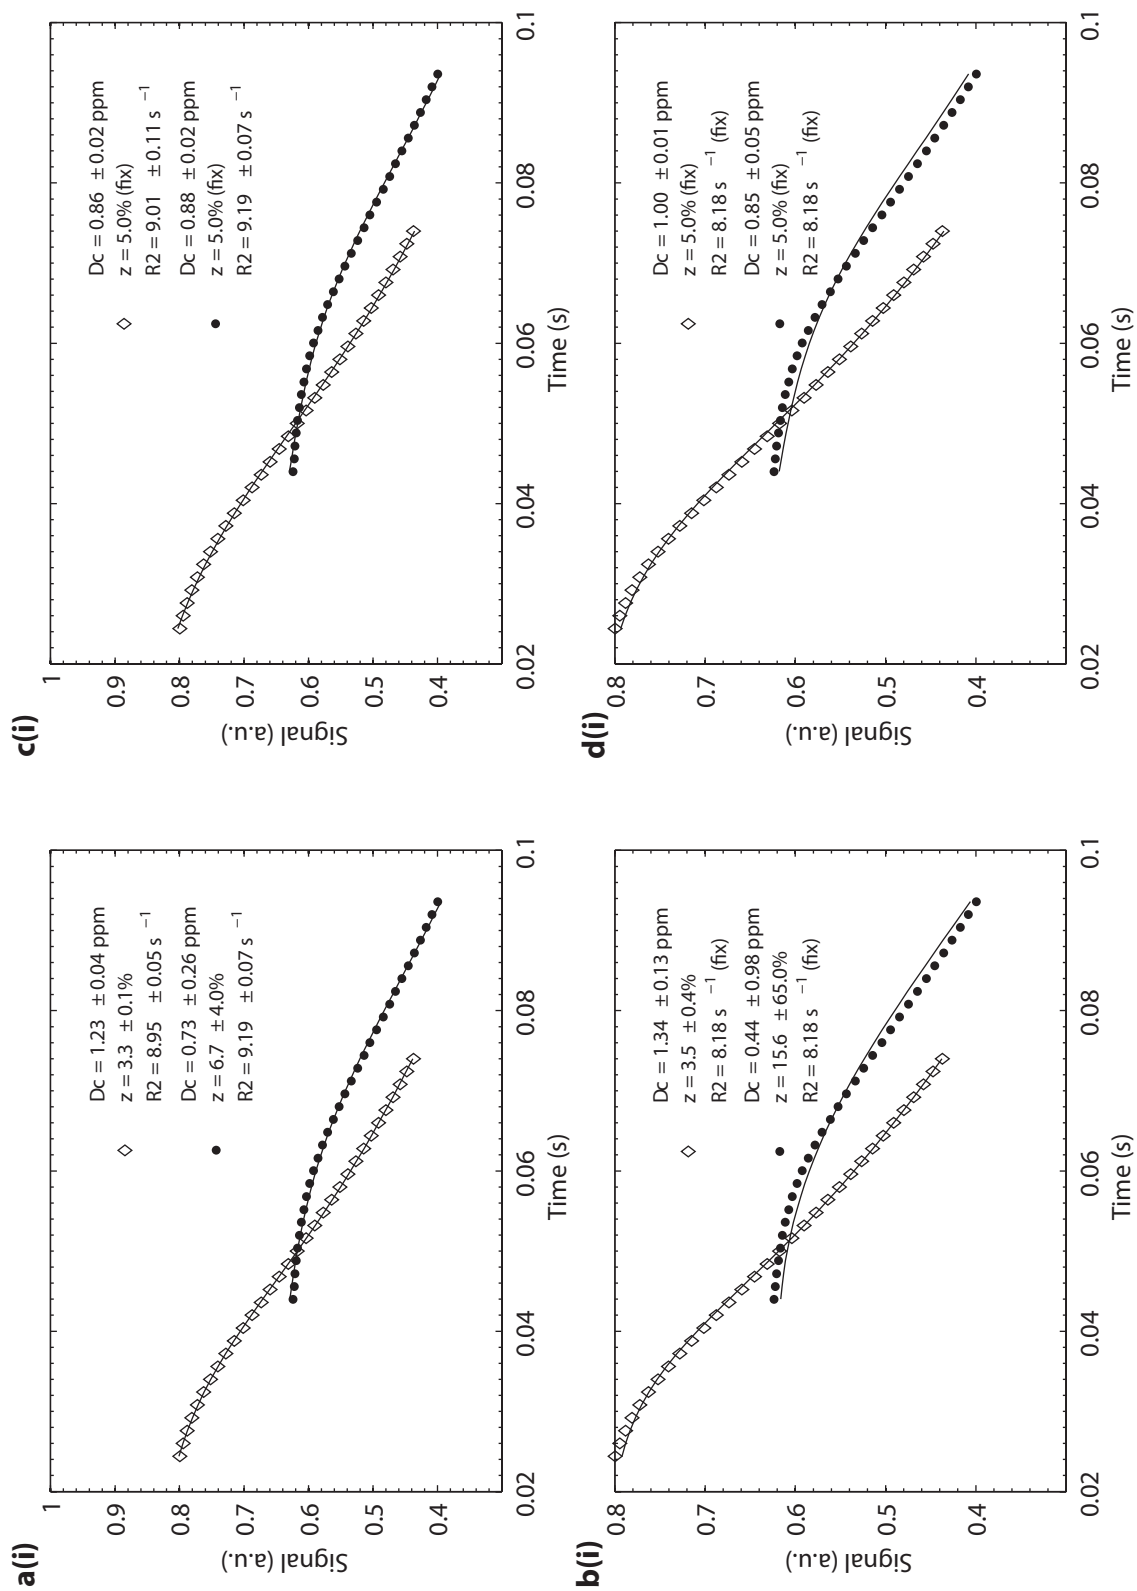 a(i)
1
0.9
0.8
0.7
0.6
0.5
0.4
Signal (a.u.)
0.02
0.04
0.06
0.08
0.1
Time (s)
Dc = 1.23 ±0.04 ppm
z = 3.3 ±0.1%
R2 = 8.95 ±0.05 s −1
Dc = 0.73 ±0.26 ppm
z = 6.7 ±4.0%
R2 = 9.19 ±0.07 s −1
c(i)
1
0.9
0.8
0.7
0.6
0.5
0.4
Signal (a.u.)
0.02
0.04
0.06
0.08
0.1
Time (s)
Dc = 0.86 ±0.02 ppm
z = 5.0% (fix)
R2 = 9.01 ±0.11 s −1
Dc = 0.88 ±0.02 ppm
z = 5.0% (fix)
R2 = 9.19 ±0.07 s −1
b(i)
0.8
0.7
0.6
0.5
0.4
Signal (a.u.)
0.02
0.04
0.06
0.08
0.1
Time (s)
Dc = 1.34 ±0.13 ppm
z = 3.5 ±0.4%
R2 = 8.18 s −1 (fix)
Dc = 0.44 ±0.98 ppm
z = 15.6 ±65.0%
R2 = 8.18 s −1 (fix)
d(i)
0.8
0.7
0.6
0.5
0.4
Signal (a.u.)
0.02
0.04
0.06
0.08
0.1
Time (s)
Dc = 1.00 ±0.01 ppm
z = 5.0% (fix)
R2 = 8.18 s −1 (fix)
Dc = 0.85 ±0.05 ppm
z = 5.0% (fix)
R2 = 8.18 s −1 (fix)